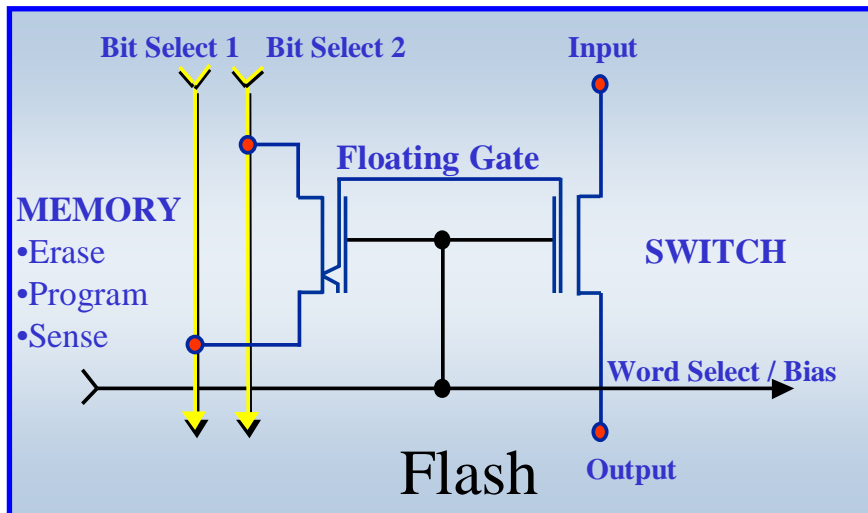 Bit Select 1 Bit Select 2
Input
Floating Gate
MEMORY
•Erase
•Program
•Sense
SWITCH
Word Select / Bias
Flash
Output